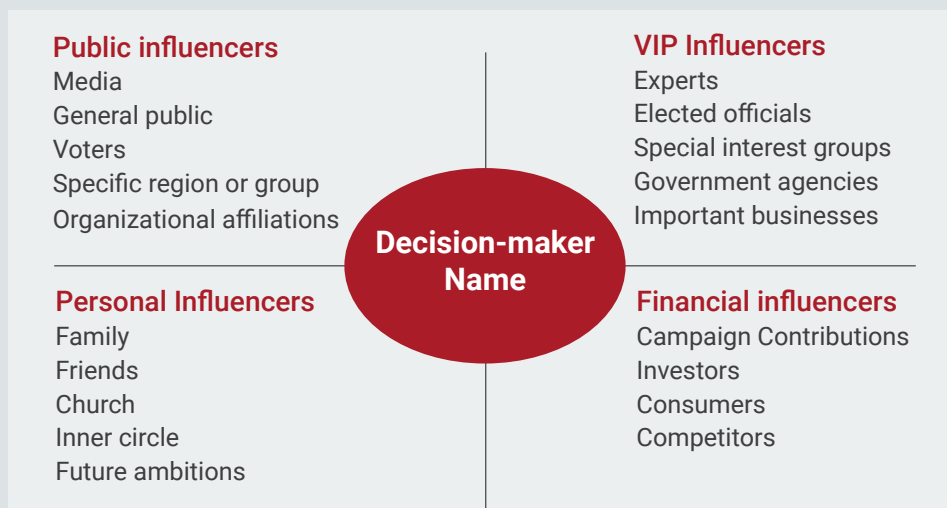 Public influencers
Media
General public
Voters
Specific region or group
Organizational affiliations
VIP Influencers
Experts
Elected officials
Special interest groups
Government agencies
Important businesses
Decision-maker
Name
Personal Influencers
Family
Friends
Church
Inner circle
Future ambitions
Financial influencers
Campaign Contributions
Investors
Consumers
Competitors